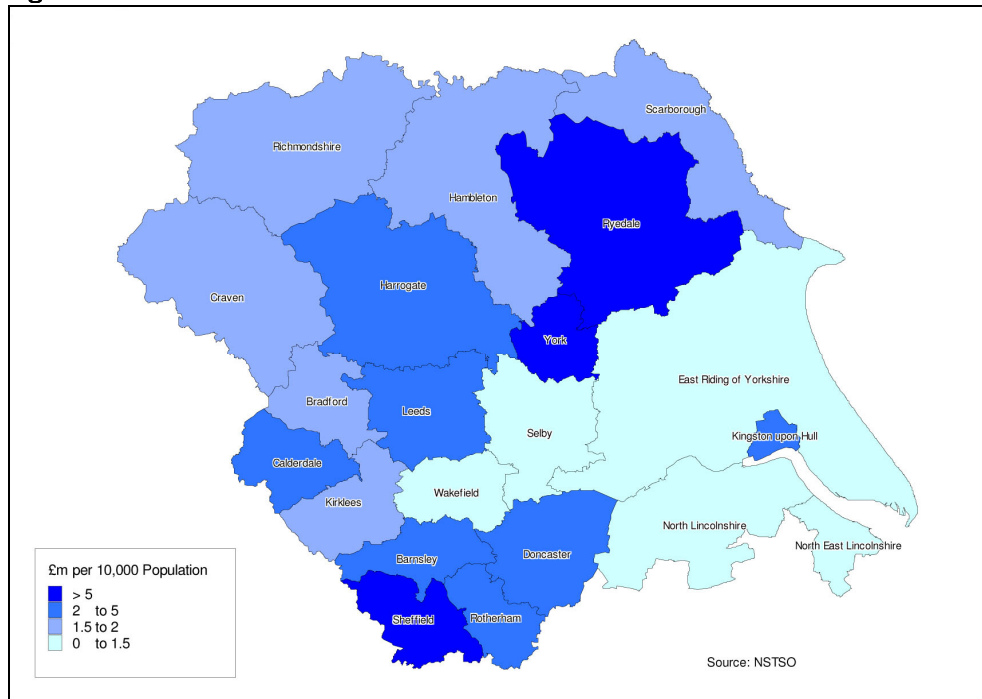 Scarborough
Richmondshire
Hambleton
Ryedale
Harrogate
Craven
York
East Riding of Yorkshire
Bradford
Leeds
Selby
Kingston upon Hull
Calderdale
Wakefield
Kirklees
North Lincolnshire
North East Lincolnshire
Barnsley
Doncaster
Sheffield
Rotherham
£m per 10,000 Population
> 5
2 to 5
1.5 to 2
0 to 1.5
Source: NSTSO